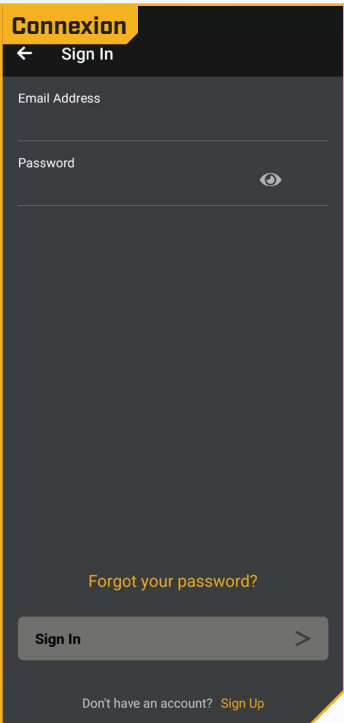 Connexion
Sign In
Email Address
Password
Forgot your password?
Sign In
Don't have an account? Sign Up